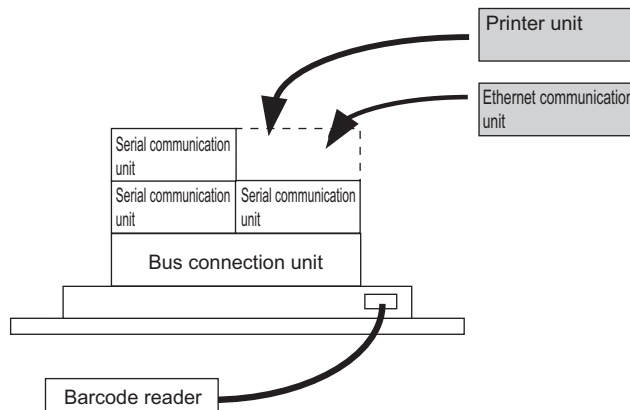 Printer unit
Ethernet communication
unit
Serial communication
unit
Serial communication
unit
Serial communication
unit
Bus connection unit
Barcode reader